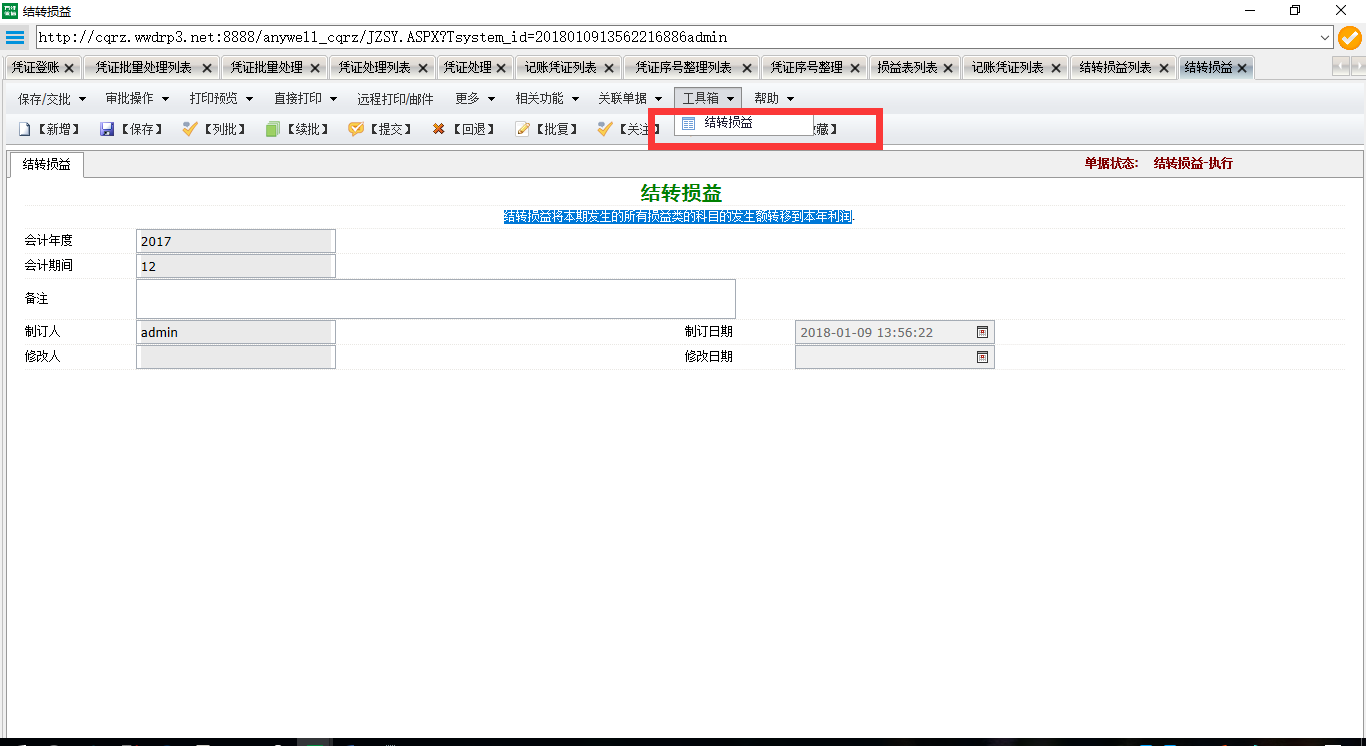 结转损益
http://cqrz.wwdrp3.net:8888/anywell_cqrz/JZSY.ASPX?Tsystem_id=2018010913562216886admin
凭证登账 凭证批量处理列表 凭证批量处理 凭证处理列表 凭证处理 记账凭证列表 凭证序号整理列表 凭证序号整理 损益表列表 记账凭证列表 结转损益列表 结转损益
保存/交批 审批操作 打印预览 直接打印 远程打印/邮件 更多 相关功能 关联单据 工具箱 帮助
【新增】 【保存】 【列批】 【续批】 【提交】 【回退】 【批复】 【关注】 结转损益 藏】
结转损益 单据状态: 结转损益-执行
结转损益
结转损益将本期发生的所有损益类的科目的发生额转移到本年利润.
会计年度 2017
会计期间 12
备注
制订人 admin 制订日期 2018-01-09 13:56:22
修改人 修改日期